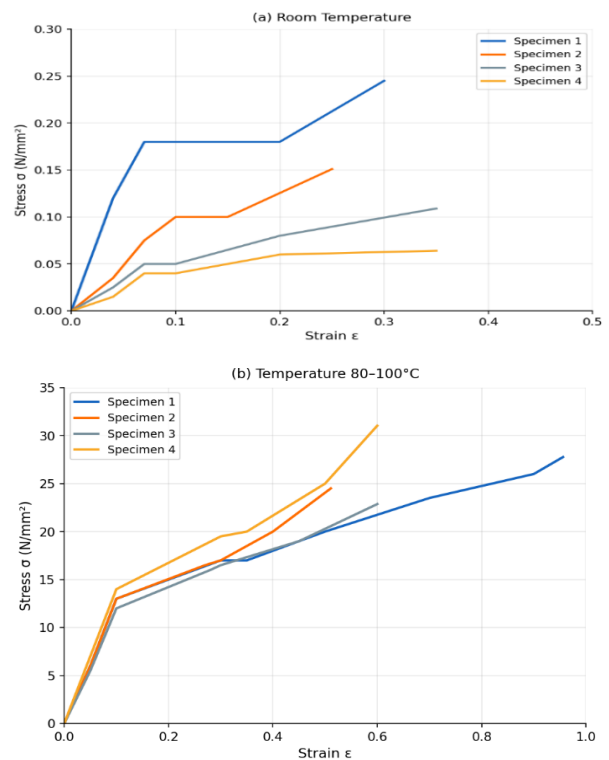 (a) Room Temperature
Stress σ (N/mm²)
0.30
0.25
0.20
0.15
0.10
0.05
0.00
Specimen 1
Specimen 2
Specimen 3
Specimen 4
0.0 0.1 0.2 0.3 0.4 0.5
Strain ε
(b) Temperature 80–100°C
Stress σ (N/mm²)
35
30
25
20
15
10
5
0
Specimen 1
Specimen 2
Specimen 3
Specimen 4
0.0 0.2 0.4 0.6 0.8 1.0
Strain ε